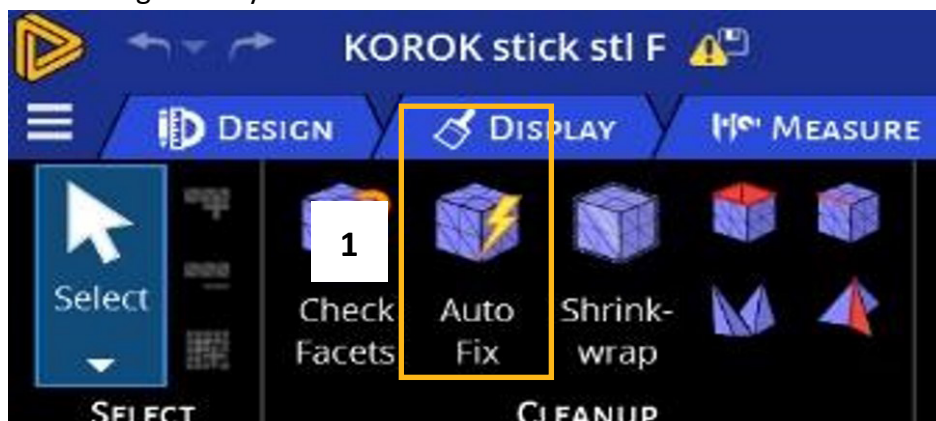 KOROK stick stl F
DESIGN
DISPLAY
MEASURE
1
Select
Check
Facets
Auto
Fix
Shrink-
wrap
SELECT
CLEANUP